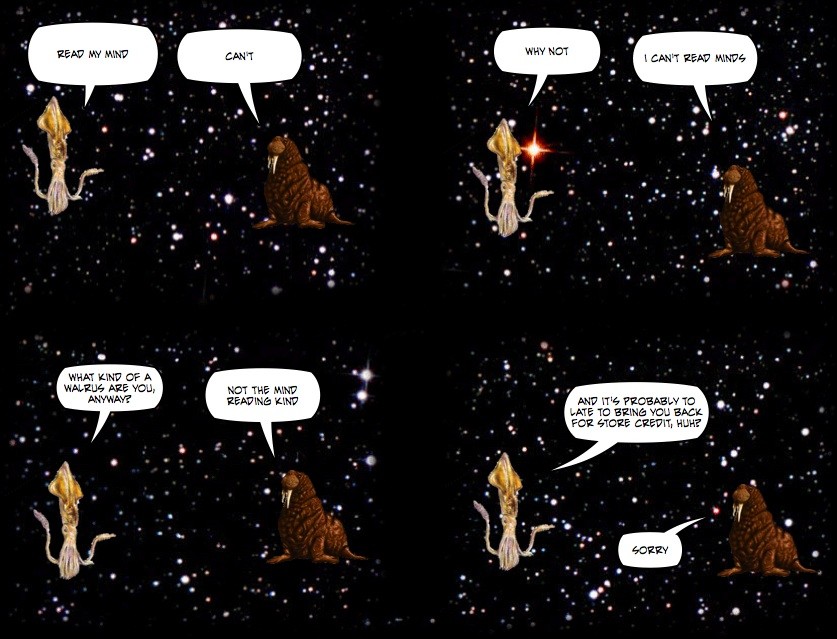 READ MY MIND
CAN'T
WHY NOT
I CAN'T READ MINDS
WHAT KIND OF A
WALRUS ARE YOU,
ANYWAY?
NOT THE MIND
READING KIND
AND IT'S PROBABLY TO
LATE TO BRING YOU BACK
FOR STORE CREDIT, HUH?
SORRY